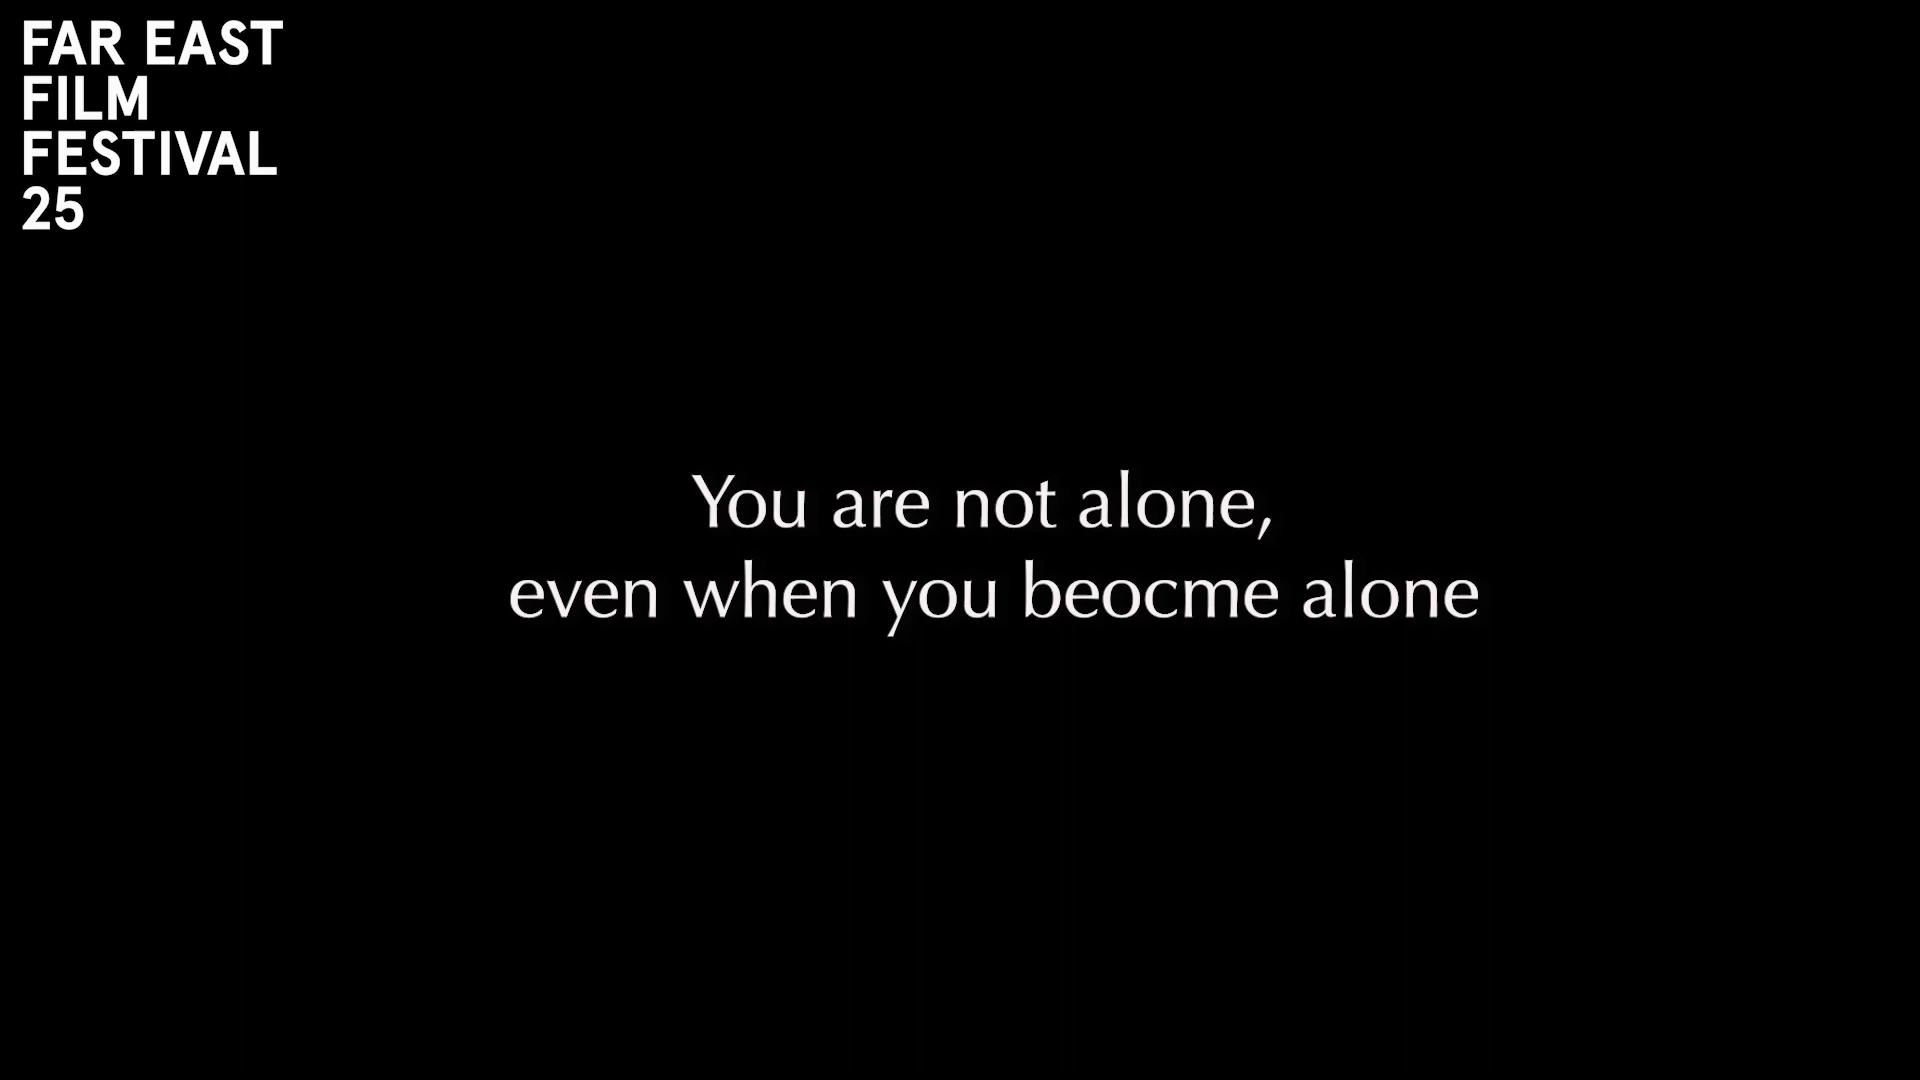 FAR EAST
FILM
FESTIVAL
25
You are not alone,
even when you beocme alone